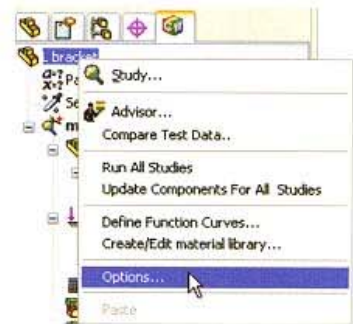 L bracket
Study...
Advisor...
Compare Test Data..
Run All Studies
Update Components For All Studies
Define Function Curves...
Create/Edit material library...
Options...
Paste